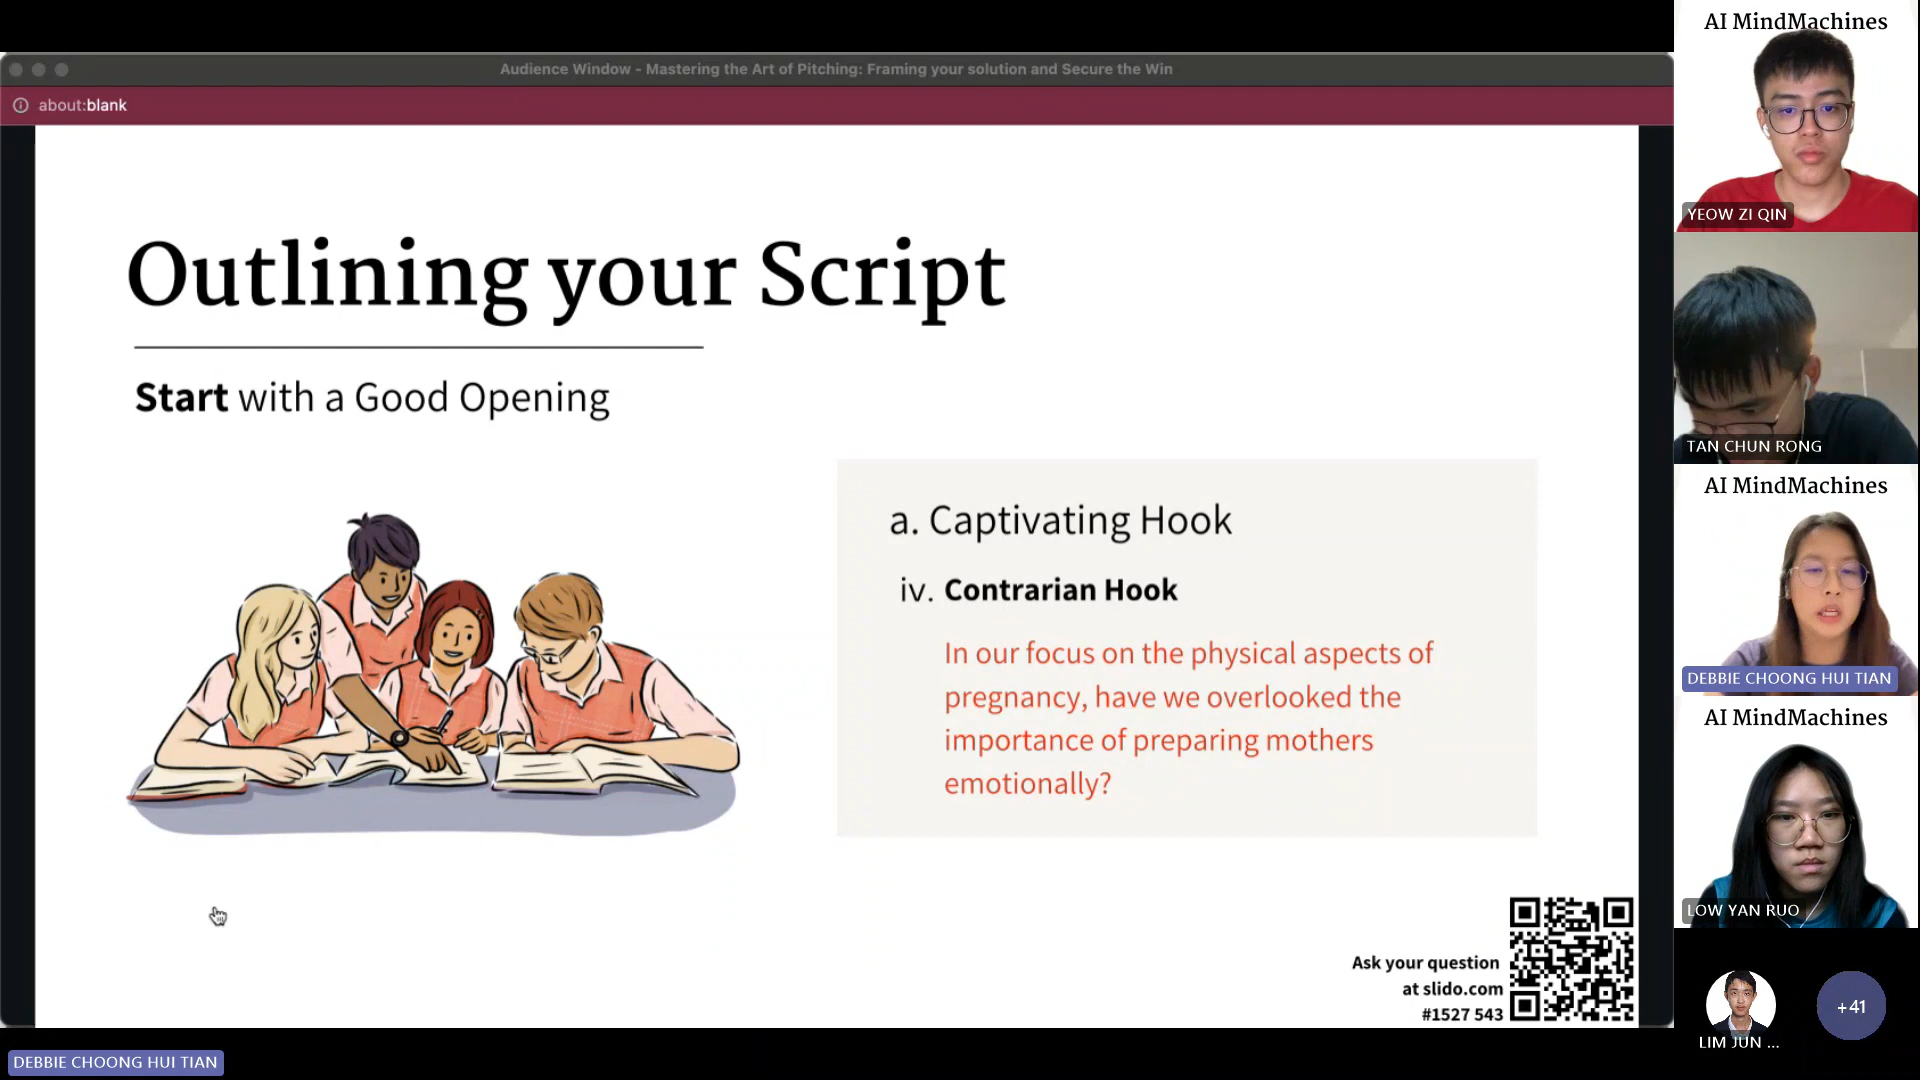 Audience Window - Mastering the Art of Pitching: Framing your solution and Secure the Win
about:blank
Outlining your Script
Start with a Good Opening
a. Captivating Hook
iv. Contrarian Hook
In our focus on the physical aspects of
pregnancy, have we overlooked the
importance of preparing mothers
emotionally?
Ask your question
at slido.com
#1527 543
DEBBIE CHOONG HUI TIAN
AI MindMachines
YEOW ZI QIN
TAN CHUN RONG
AI MindMachines
DEBBIE CHOONG HUI TIAN
AI MindMachines
LOW YAN RUO
LIM JUN ...
+41